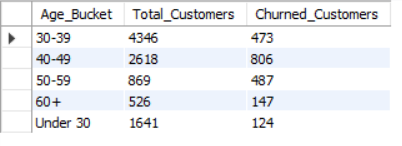 Age_Bucket Total_Customers Churned_Customers
30-39 4346 473
40-49 2618 806
50-59 869 487
60+ 526 147
Under 30 1641 124